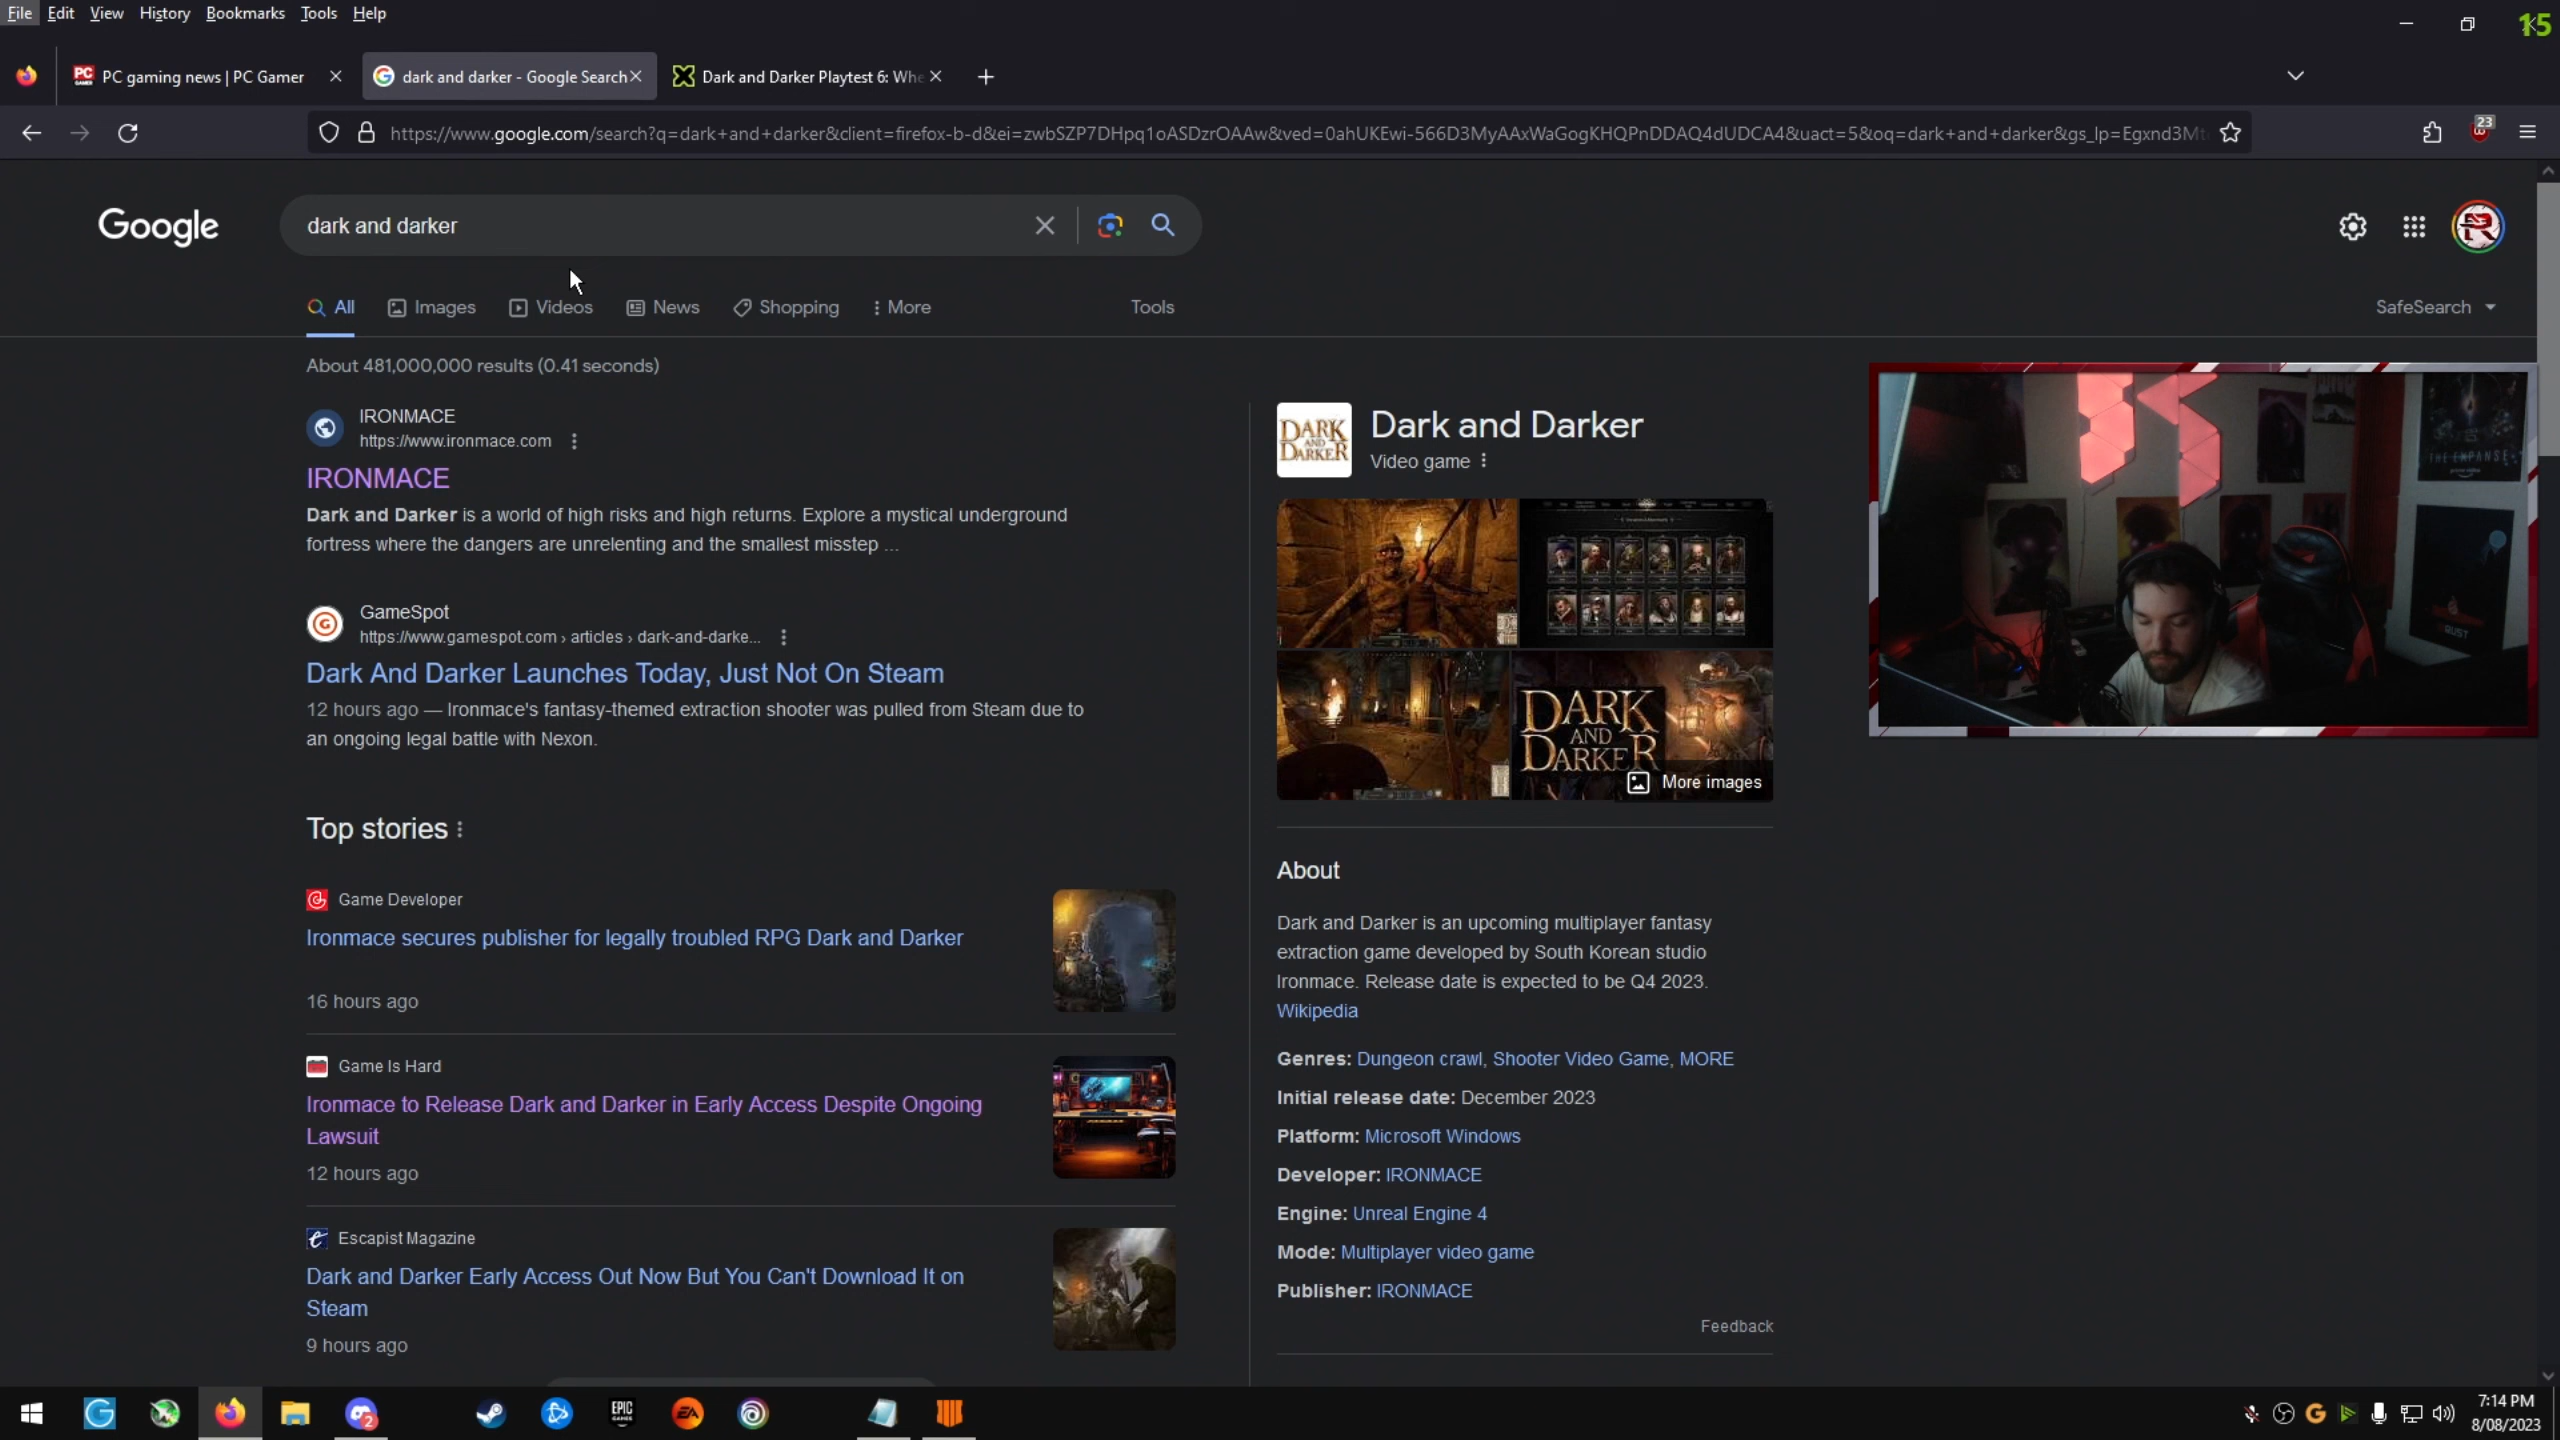 File Edit View History Bookmarks Tools Help
15
PC gaming news | PC Gamer
dark and darker - Google Search
Dark and Darker Playtest 6: Whe
https://www.google.com/search?q=dark+and+darker&client=firefox-b-d&ei=zwbSZP7DHpq1oASDzrOAAw&ved=0ahUKEwi-566D3MyAAxWaGogKHQPnDDAQ4dUDCA4&uact=5&oq=dark+and+darker&gs_lp=Egxnd3Mt
23
Google
dark and darker
All Images Videos News Shopping More Tools SafeSearch
About 481,000,000 results (0.41 seconds)
IRONMACE
https://www.ironmace.com
IRONMACE
Dark and Darker is a world of high risks and high returns. Explore a mystical underground
fortress where the dangers are unrelenting and the smallest misstep ...
GameSpot
https://www.gamespot.com › articles › dark-and-darke...
Dark And Darker Launches Today, Just Not On Steam
12 hours ago — Ironmace's fantasy-themed extraction shooter was pulled from Steam due to
an ongoing legal battle with Nexon.
Top stories
Game Developer
Ironmace secures publisher for legally troubled RPG Dark and Darker
16 hours ago
Game Is Hard
Ironmace to Release Dark and Darker in Early Access Despite Ongoing
Lawsuit
12 hours ago
Escapist Magazine
Dark and Darker Early Access Out Now But You Can't Download It on
Steam
9 hours ago
DARK
AND
DARKER
Dark and Darker
Video game
DARK
AND
DARKER
More images
About
Dark and Darker is an upcoming multiplayer fantasy
extraction game developed by South Korean studio
Ironmace. Release date is expected to be Q4 2023.
Wikipedia
Genres: Dungeon crawl, Shooter Video Game, MORE
Initial release date: December 2023
Platform: Microsoft Windows
Developer: IRONMACE
Engine: Unreal Engine 4
Mode: Multiplayer video game
Publisher: IRONMACE
Feedback
THE EXPANSE
RUST
2
EPIC
GAMES
EA
7:14 PM
8/08/2023